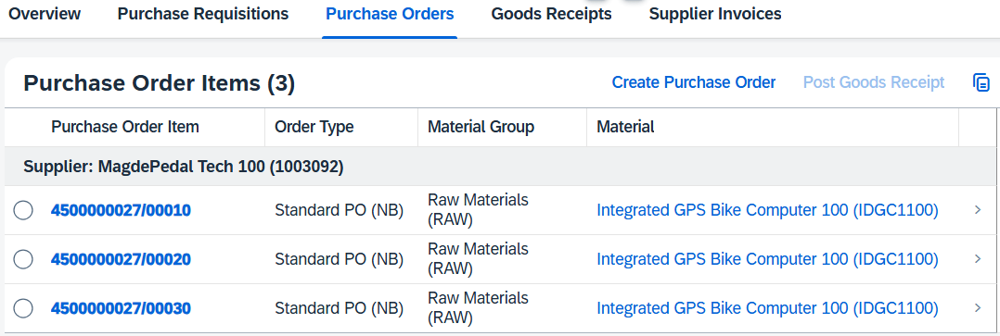 Overview Purchase Requisitions Purchase Orders Goods Receipts Supplier Invoices
Purchase Order Items (3) Create Purchase Order Post Goods Receipt
Purchase Order Item Order Type Material Group Material
Supplier: MagdePedal Tech 100 (1003092)
4500000027/00010 Standard PO (NB) Raw Materials (RAW) Integrated GPS Bike Computer 100 (IDGC1100)
4500000027/00020 Standard PO (NB) Raw Materials (RAW) Integrated GPS Bike Computer 100 (IDGC1100)
4500000027/00030 Standard PO (NB) Raw Materials (RAW) Integrated GPS Bike Computer 100 (IDGC1100)